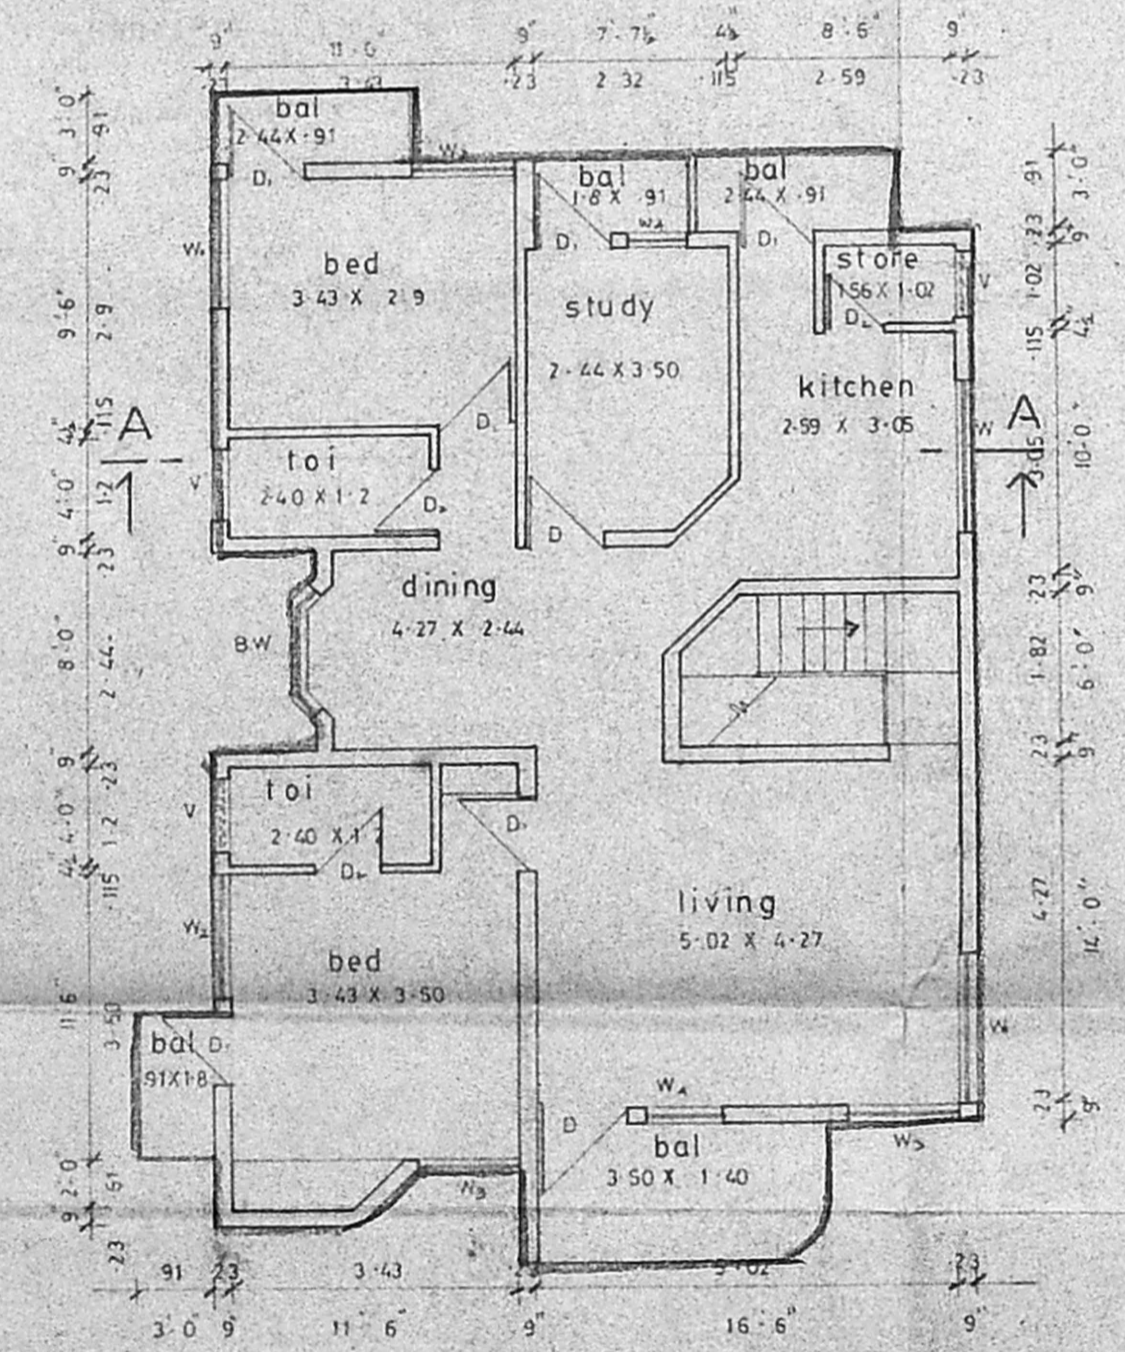 9" 11'-6" 9" 7'-7½" 4½" 8'-6" 9"
·23 3·43 ·23 2·32 ·115 2·59 ·23
bal
2·44 X ·91
D₁
W₃
bal
1·8 X ·91
D₁
W₄
bal
2·44 X ·91
D₁
store
1·56 X 1·02
D₂
V
bed
3·43 X 2·9
study
2·44 X 3·50
kitchen
2·59 X 3·05
W
A
A
D
toi
2·40 X 1·2
D₂
V
D
dining
4·27 X 2·44
B·W
toi
2·40 X 1·2
D₂
V
D₁
W₂
living
5·02 X 4·27
bed
3·43 X 3·50
bal
·91X1·8
D₁
W₄
D
bal
3·50 X 1·40
W₃
W₃
3'-0" 9" 9'-6" 4½" 4'-0" 9" 8'-0" 9" 4'-0" 4½" 11'-6" 2'-0" 9"
·91 ·23 2·9 ·115 1·2 ·23 2·44 ·23 1·2 ·115 3·50 ·61 ·23
·91 ·23 1·02 ·115 3·05 ·23 1·82 ·23 4·27 ·23
3'-0" 9" 4½" 10'-0" 9" 6'-0" 9" 14'-0" 9"
·91 ·23 3·43 5·02 ·23
3'-0" 9" 11'-6" 9" 16'-6" 9"